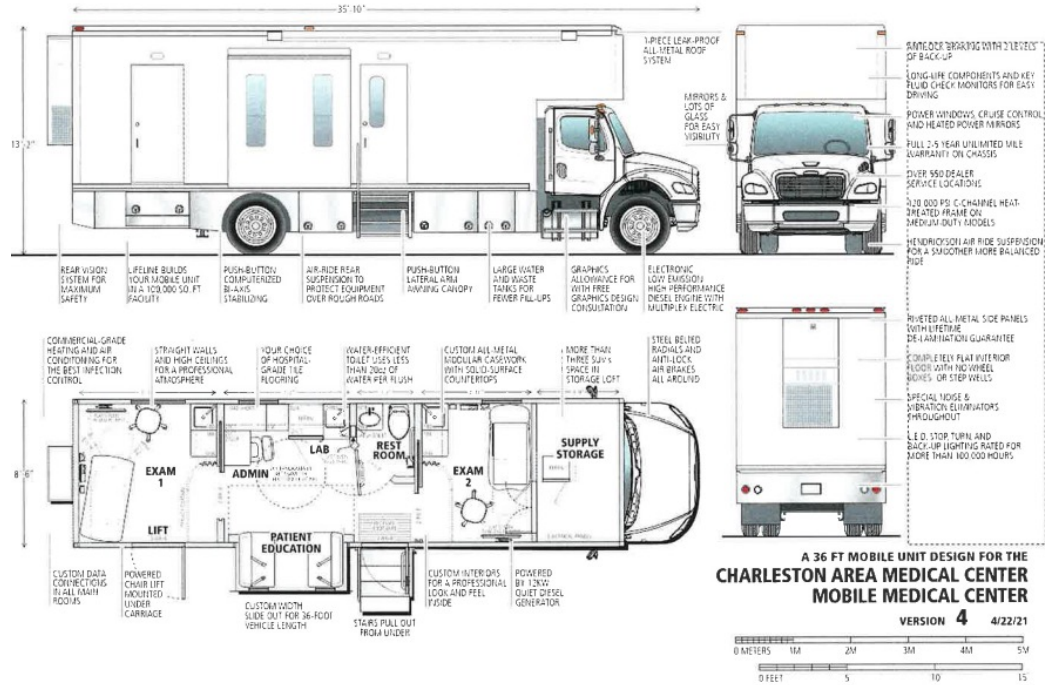 35'-10"
13'-2"
1-PIECE LEAK-PROOF
ALL-METAL ROOF
SYSTEM
MIRRORS &
LOTS OF
GLASS
FOR EASY
VISIBILITY
ANTI-LOCK BRAKING WITH 2 LEVELS
OF BACK-UP
LONG-LIFE COMPONENTS AND KEY
FLUID CHECK MONITORS FOR EASY
DRIVING
POWER WINDOWS, CRUISE CONTROL,
AND HEATED POWER MIRRORS
FULL 2-5 YEAR UNLIMITED MILE
WARRANTY ON CHASSIS
OVER 550 DEALER
SERVICE LOCATIONS
120,000 PSI C-CHANNEL HEAT-
TREATED FRAME ON
MEDIUM-DUTY MODELS
HENDRICKSON AIR RIDE SUSPENSION
FOR A SMOOTHER MORE BALANCED
RIDE
REAR VISION
SYSTEM FOR
MAXIMUM
SAFETY
LIFELINE BUILDS
YOUR MOBILE UNIT
IN A 109,000 SQ. FT
FACILITY
PUSH-BUTTON
COMPUTERIZED
BI-AXIS
STABILIZING
AIR-RIDE REAR
SUSPENSION TO
PROTECT EQUIPMENT
OVER ROUGH ROADS
PUSH-BUTTON
LATERAL ARM
AWNING CANOPY
LARGE WATER
AND WASTE
TANKS FOR
FEWER FILL-UPS
GRAPHICS
ALLOWANCE FOR
WITH FREE
GRAPHICS DESIGN
CONSULTATION
ELECTRONIC
LOW EMISSION
HIGH PERFORMANCE
DIESEL ENGINE WITH
MULTIPLEX ELECTRIC
COMMERCIAL-GRADE
HEATING AND AIR
CONDITONING FOR
THE BEST INFECTION
CONTROL
STRAIGHT WALLS
AND HIGH CEILINGS
FOR A PROFESSIONAL
ATMOSPHERE
YOUR CHOICE
OF HOSPITAL-
GRADE TILE
FLOORING
WATER-EFFICIENT
TOILET USES LESS
THAN 20oz OF
WATER PER FLUSH
CUSTOM ALL-METAL
MODULAR CASEWORK
WITH SOLID-SURFACE
COUNTERTOPS
MORE THAN
THREE SUV's
SPACE IN
STORAGE LOFT
STEEL BELTED
RADIALS AND
ANTI-LOCK
AIR BRAKES
ALL AROUND
RIVETED ALL-METAL SIDE PANELS
WITH LIFETIME
DE-LAMINATION GUARANTEE
COMPLETELY FLAT INTERIOR
FLOOR WITH NO WHEEL
BOXES OR STEP WELLS
SPECIAL NOISE &
VIBRATION ELIMINATORS
THROUGHOUT
L.E.D. STOP, TURN, AND
BACK-UP LIGHTING RATED FOR
MORE THAN 100,000 HOURS
8'-6"
EXAM
1
LIFT
ADMIN
LAB
REST
ROOM
EXAM
2
SUPPLY
STORAGE
PATIENT
EDUCATION
CUSTOM DATA
CONNECTIONS
IN ALL MAIN
ROOMS
POWERED
CHAIR LIFT
MOUNTED
UNDER
CARRIAGE
CUSTOM WIDTH
SLIDE OUT FOR 36-FOOT
VEHICLE LENGTH
STAIRS PULL OUT
FROM UNDER
CUSTOM INTERIORS
FOR A PROFESSIONAL
LOOK AND FEEL
INSIDE
POWERED
BY 12KW
QUIET DIESEL
GENERATOR
A 36 FT MOBILE UNIT DESIGN FOR THE
CHARLESTON AREA MEDICAL CENTER
MOBILE MEDICAL CENTER
VERSION 4 4/22/21
0 METERS 1M 2M 3M 4M 5M
0 FEET 5 10 15